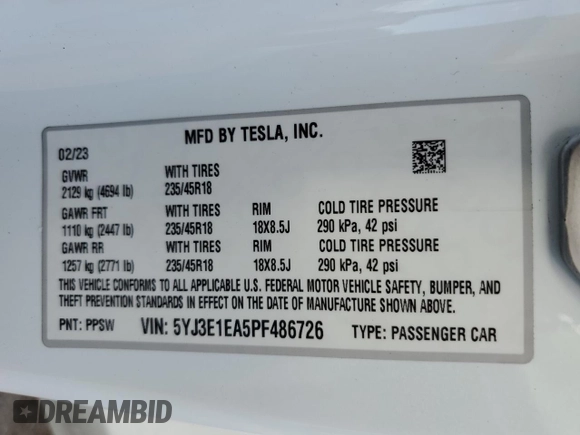 MFD BY TESLA, INC.
02/23
GVWR WITH TIRES
2129 kg (4694 lb) 235/45R18
GAWR FRT WITH TIRES RIM COLD TIRE PRESSURE
1110 kg (2447 lb) 235/45R18 18X8.5J 290 kPa, 42 psi
GAWR RR WITH TIRES RIM COLD TIRE PRESSURE
1257 kg (2771 lb) 235/45R18 18X8.5J 290 kPa, 42 psi
THIS VEHICLE CONFORMS TO ALL APPLICABLE U.S. FEDERAL MOTOR VEHICLE SAFETY, BUMPER, AND
THEFT PREVENTION STANDARDS IN EFFECT ON THE DATE OF MANUFACTURE SHOWN ABOVE.
PNT: PPSW VIN: 5YJ3E1EA5PF486726 TYPE: PASSENGER CAR
DREAMBID